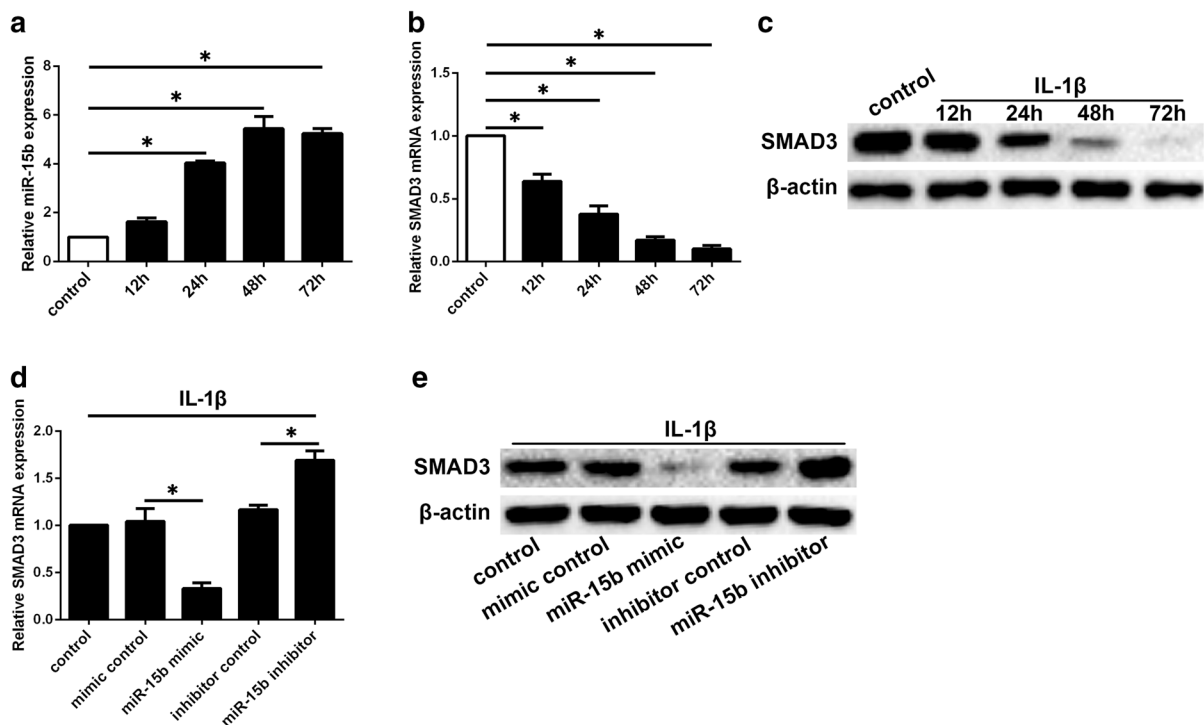 a
Relative miR-15b expression
8
6
4
2
0
*
*
*
control
12h
24h
48h
72h
b
Relative SMAD3 mRNA expression
1.5
1.0
0.5
0.0
*
*
*
*
control
12h
24h
48h
72h
c
control
IL-1β
12h 24h 48h 72h
SMAD3
β-actin
d
IL-1β
Relative SMAD3 mRNA expression
2.0
1.5
1.0
0.5
0.0
*
*
control
mimic control
miR-15b mimic
inhibitor control
miR-15b inhibitor
e
IL-1β
SMAD3
β-actin
control
mimic control
miR-15b mimic
inhibitor control
miR-15b inhibitor